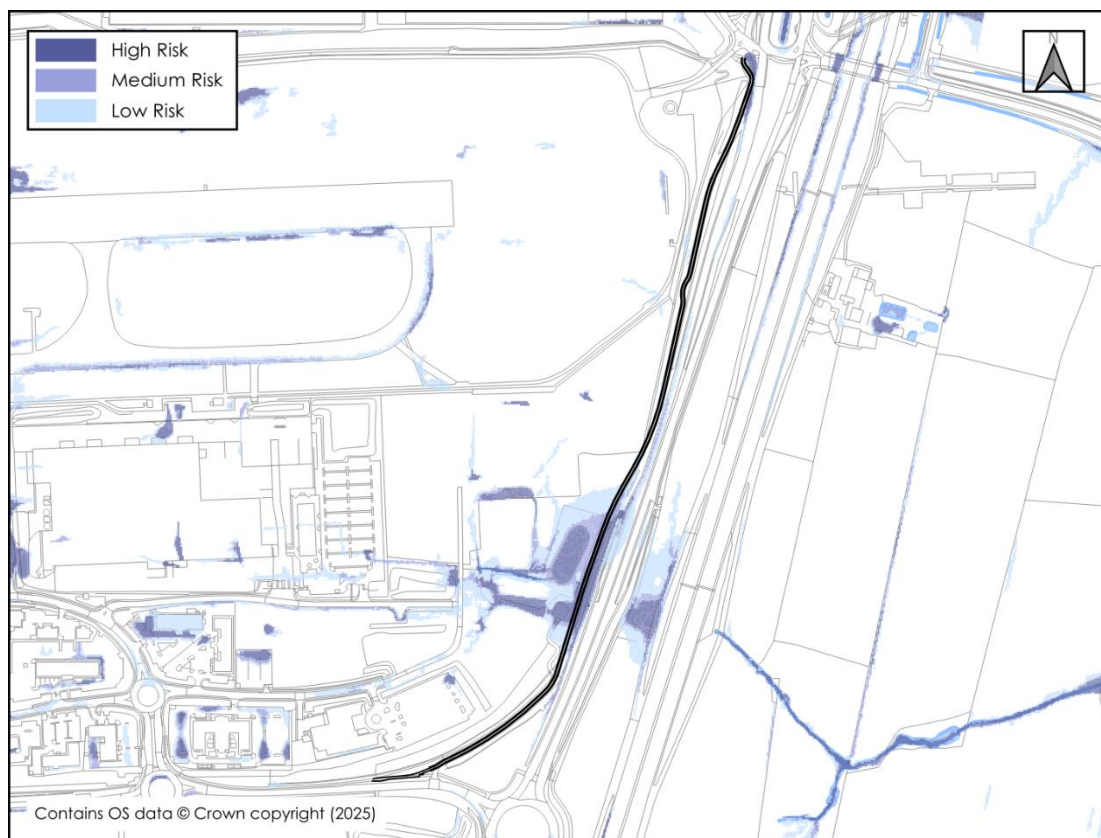 High Risk
Medium Risk
Low Risk
N
Contains OS data © Crown copyright (2025)